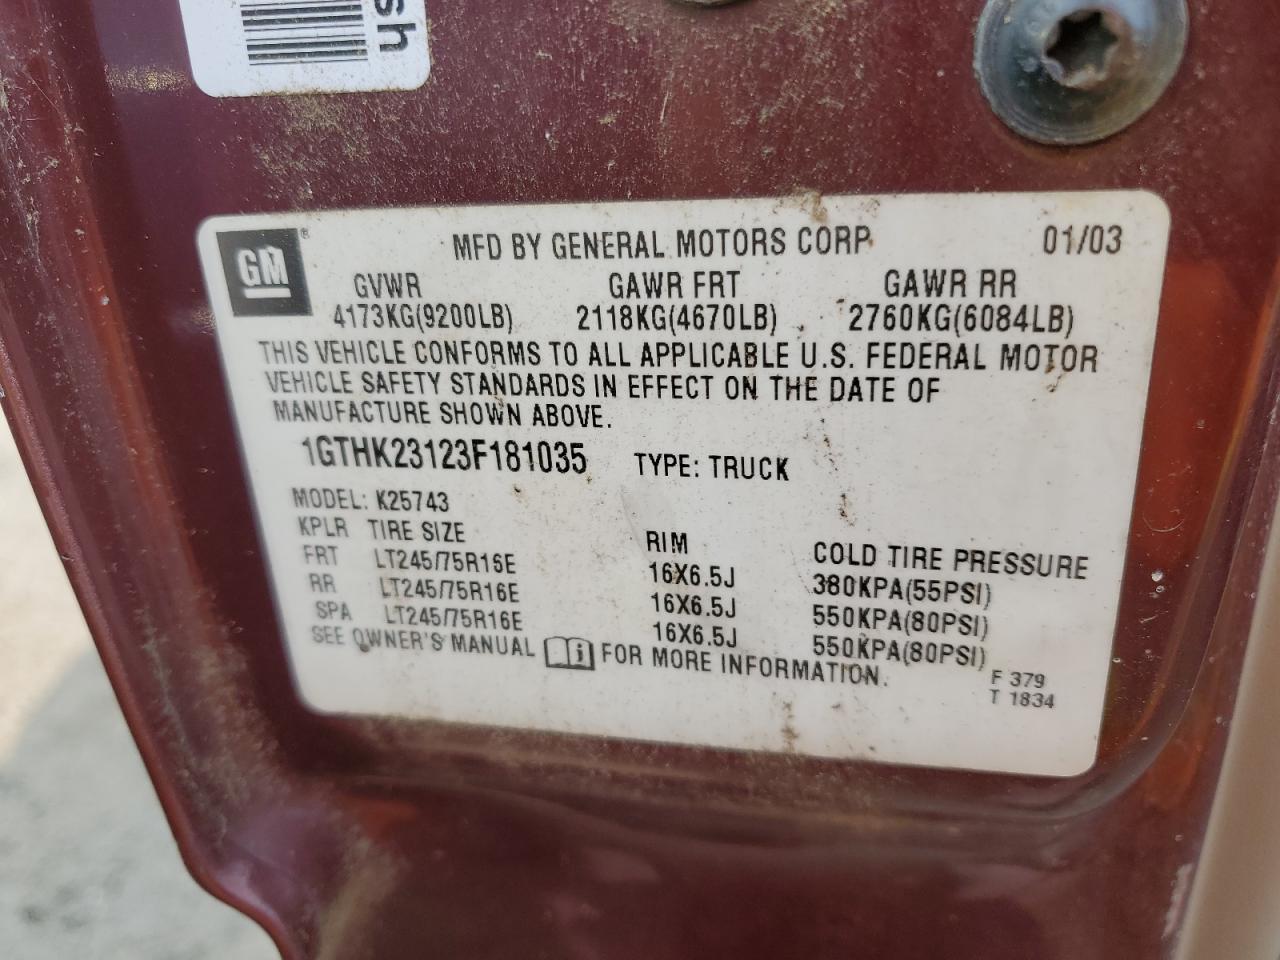 sh
GM
MFD BY GENERAL MOTORS CORP 01/03
GVWR GAWR FRT GAWR RR
4173KG(9200LB) 2118KG(4670LB) 2760KG(6084LB)
THIS VEHICLE CONFORMS TO ALL APPLICABLE U.S. FEDERAL MOTOR
VEHICLE SAFETY STANDARDS IN EFFECT ON THE DATE OF
MANUFACTURE SHOWN ABOVE.
1GTHK23123F181035 TYPE: TRUCK
MODEL: K25743
KPLR TIRE SIZE RIM COLD TIRE PRESSURE
FRT LT245/75R16E 16X6.5J 380KPA(55PSI)
RR LT245/75R16E 16X6.5J 550KPA(80PSI)
SPA LT245/75R16E 16X6.5J 550KPA(80PSI)
SEE OWNER'S MANUAL i FOR MORE INFORMATION.
F 379
T 1834